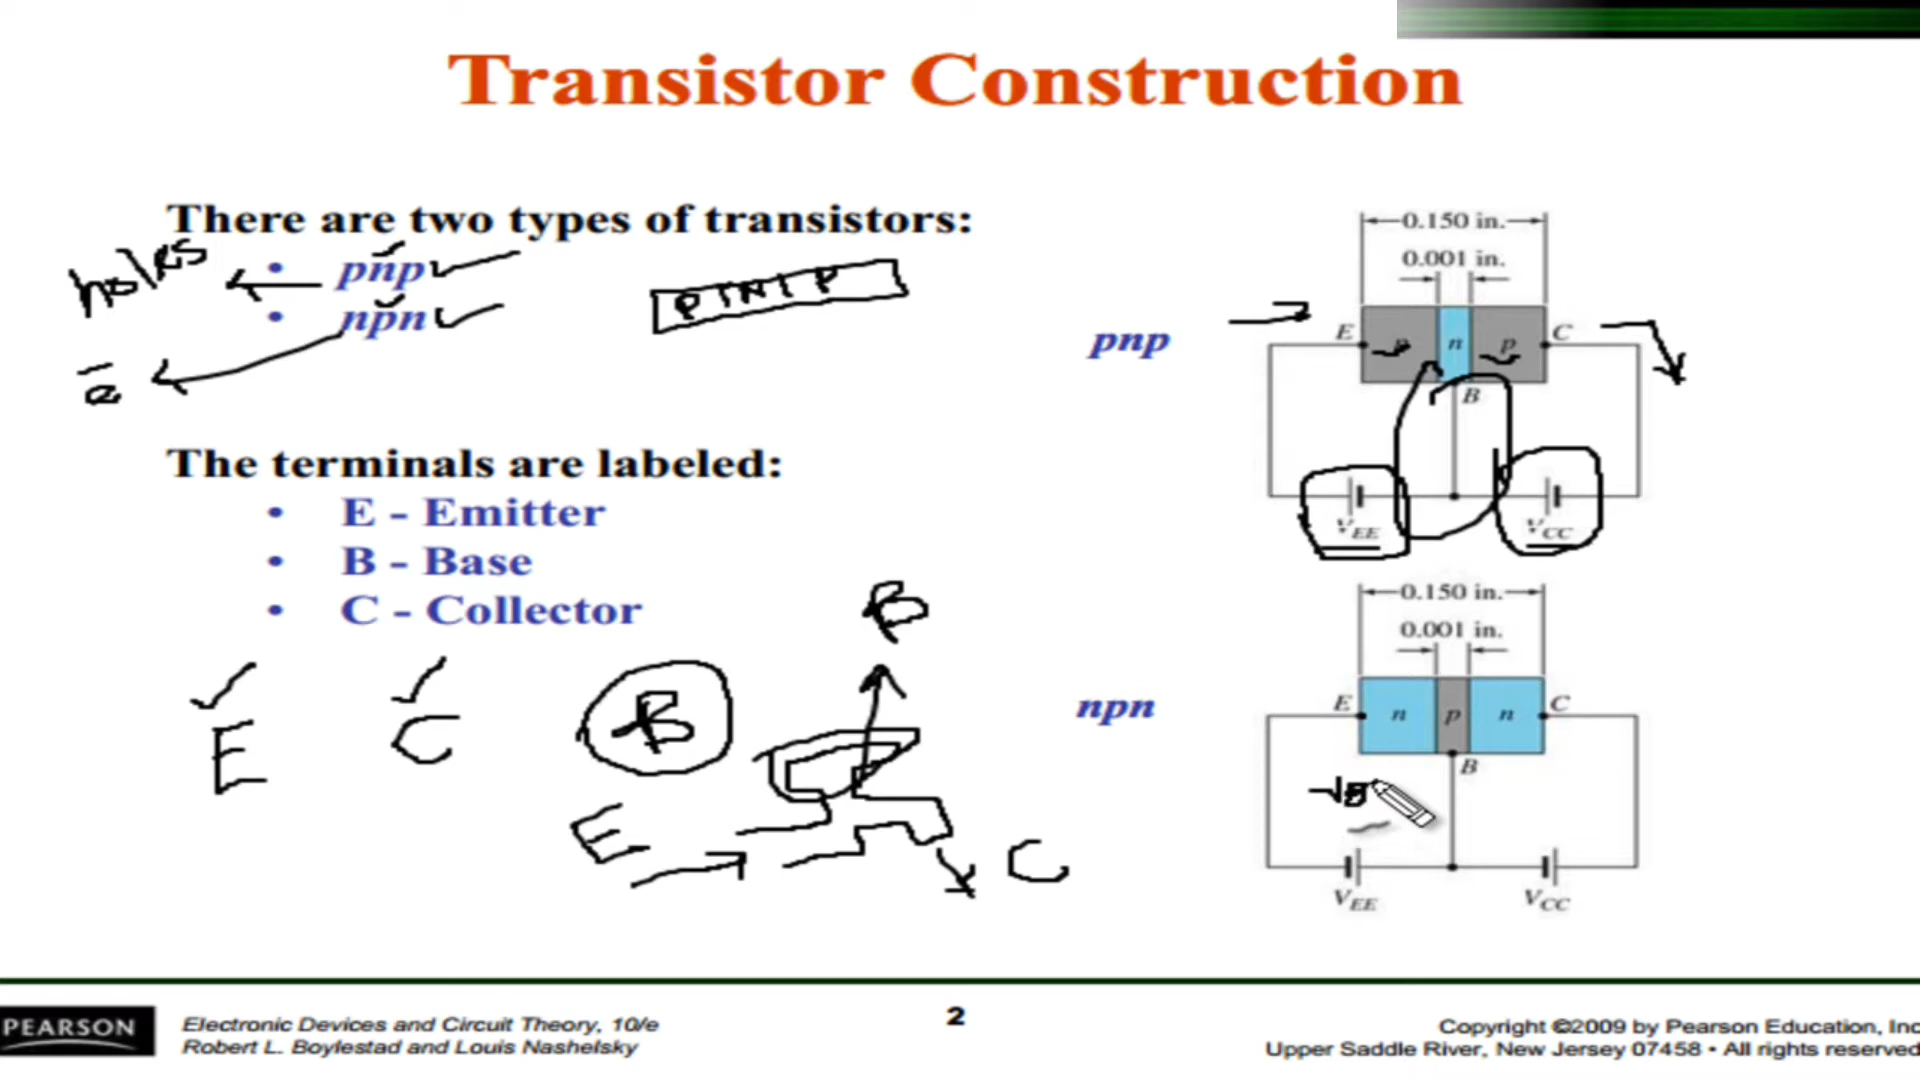 Transistor Construction
There are two types of transistors:
• pnp
• npn
holes
e
P N P
The terminals are labeled:
• E - Emitter
• B - Base
• C - Collector
B
E C B
E
C
0.150 in.
0.001 in.
pnp
E p n p C
B
VEE VCC
0.150 in.
0.001 in.
npn
E n p n C
B
VEE VCC
PEARSON
Electronic Devices and Circuit Theory, 10/e
Robert L. Boylestad and Louis Nashelsky
2
Copyright ©2009 by Pearson Education, Inc
Upper Saddle River, New Jersey 07458 • All rights reserved